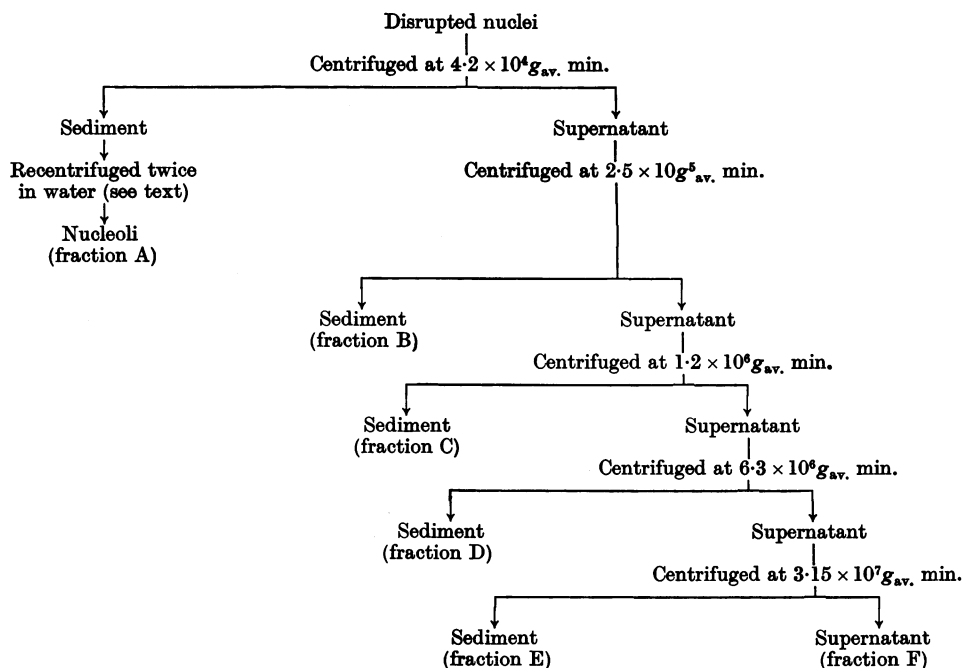 Disrupted nuclei
Centrifuged at 4·2 × 10⁴g_av. min.
Sediment
Supernatant
Recentrifuged twice
in water (see text)
Centrifuged at 2·5 × 10g⁵_av. min.
Nucleoli
(fraction A)
Sediment
(fraction B)
Supernatant
Centrifuged at 1·2 × 10⁶g_av. min.
Sediment
(fraction C)
Supernatant
Centrifuged at 6·3 × 10⁶g_av. min.
Sediment
(fraction D)
Supernatant
Centrifuged at 3·15 × 10⁷g_av. min.
Sediment
(fraction E)
Supernatant
(fraction F)